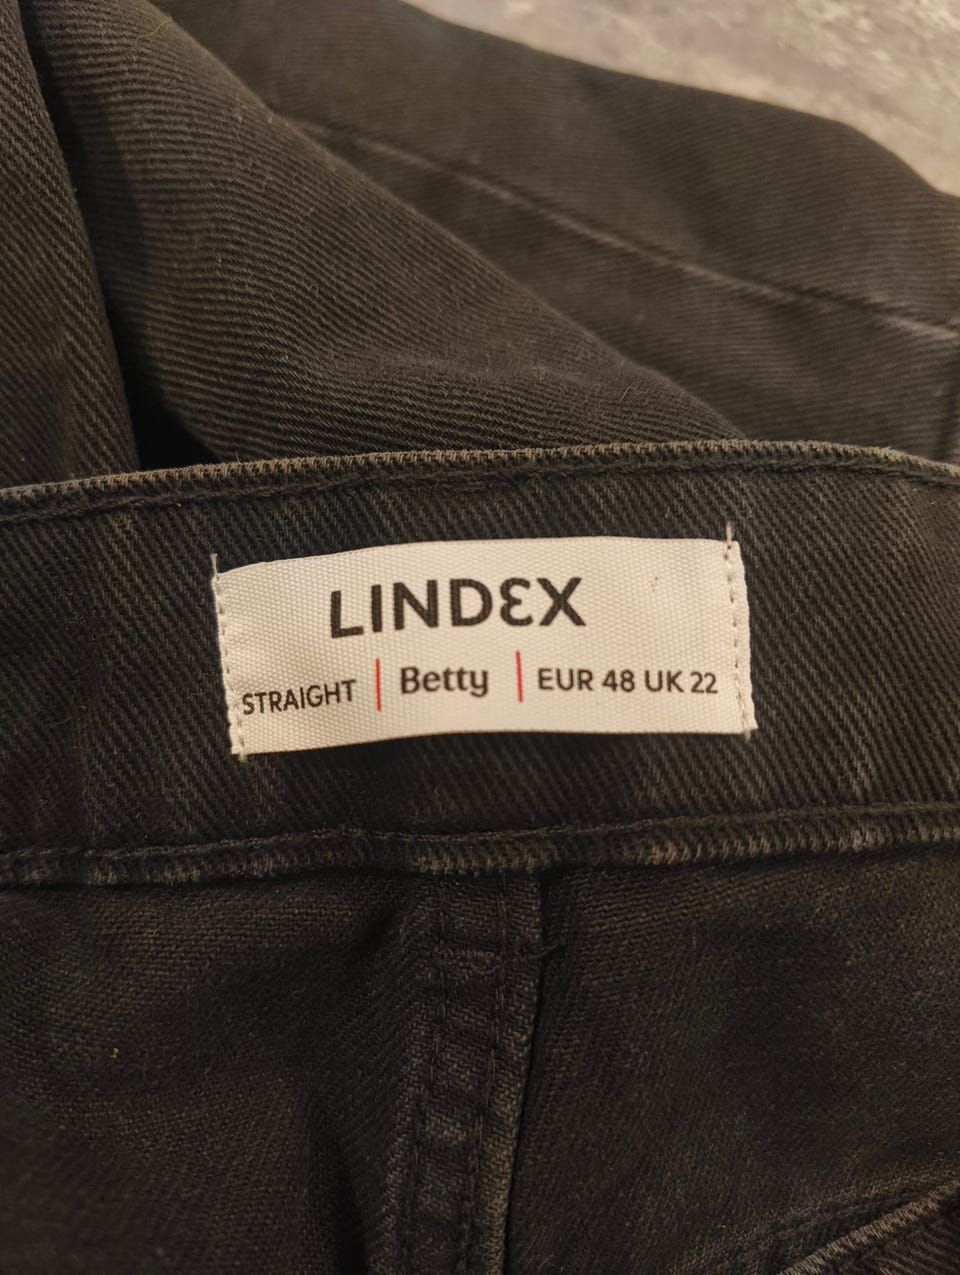 LINDEX
STRAIGHT | Betty | EUR 48 UK 22